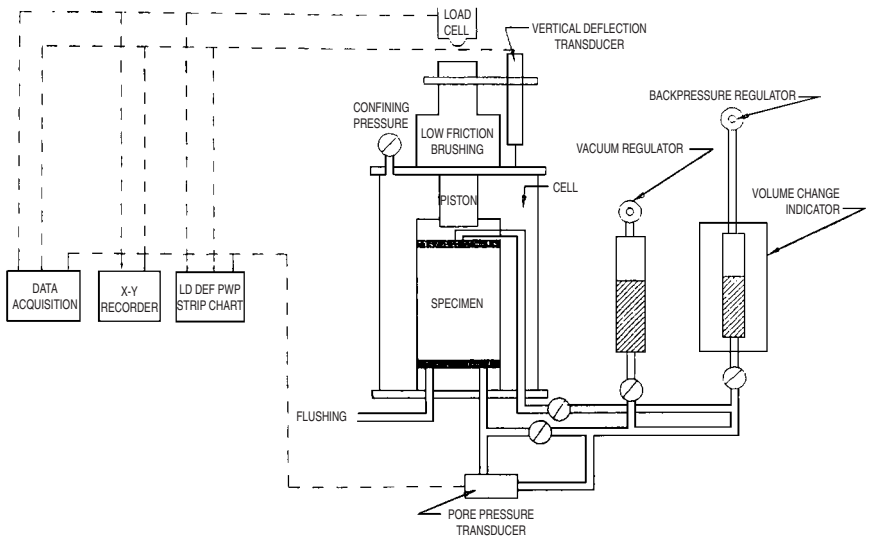 LOAD
CELL
VERTICAL DEFLECTION
TRANSDUCER
BACKPRESSURE REGULATOR
CONFINING
PRESSURE
LOW FRICTION
BRUSHING
VACUUM REGULATOR
CELL
PISTON
VOLUME CHANGE
INDICATOR
DATA
ACQUISITION
X-Y
RECORDER
LD DEF PWP
STRIP CHART
SPECIMEN
FLUSHING
PORE PRESSURE
TRANSDUCER